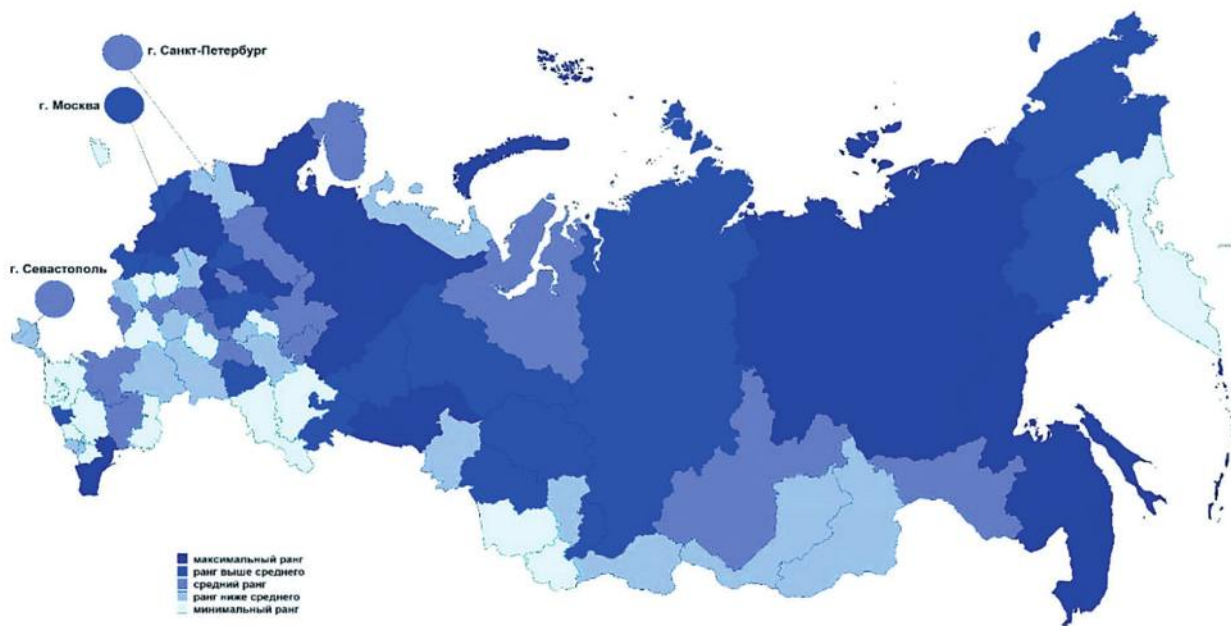 г. Санкт-Петербург
г. Москва
г. Севастополь
максимальный ранг
ранг выше среднего
средний ранг
ранг ниже среднего
минимальный ранг